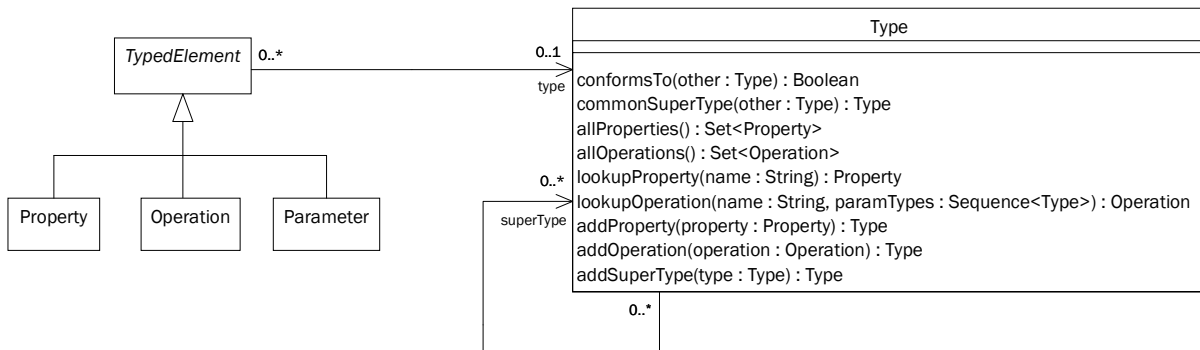 Type
TypedElement
0..*
0..1
type
conformsTo(other : Type) : Boolean
commonSuperType(other : Type) : Type
allProperties() : Set<Property>
allOperations() : Set<Operation>
lookupProperty(name : String) : Property
lookupOperation(name : String, paramTypes : Sequence<Type>) : Operation
addProperty(property : Property) : Type
addOperation(operation : Operation) : Type
addSuperType(type : Type) : Type
0..*
superType
Property
Operation
Parameter
0..*